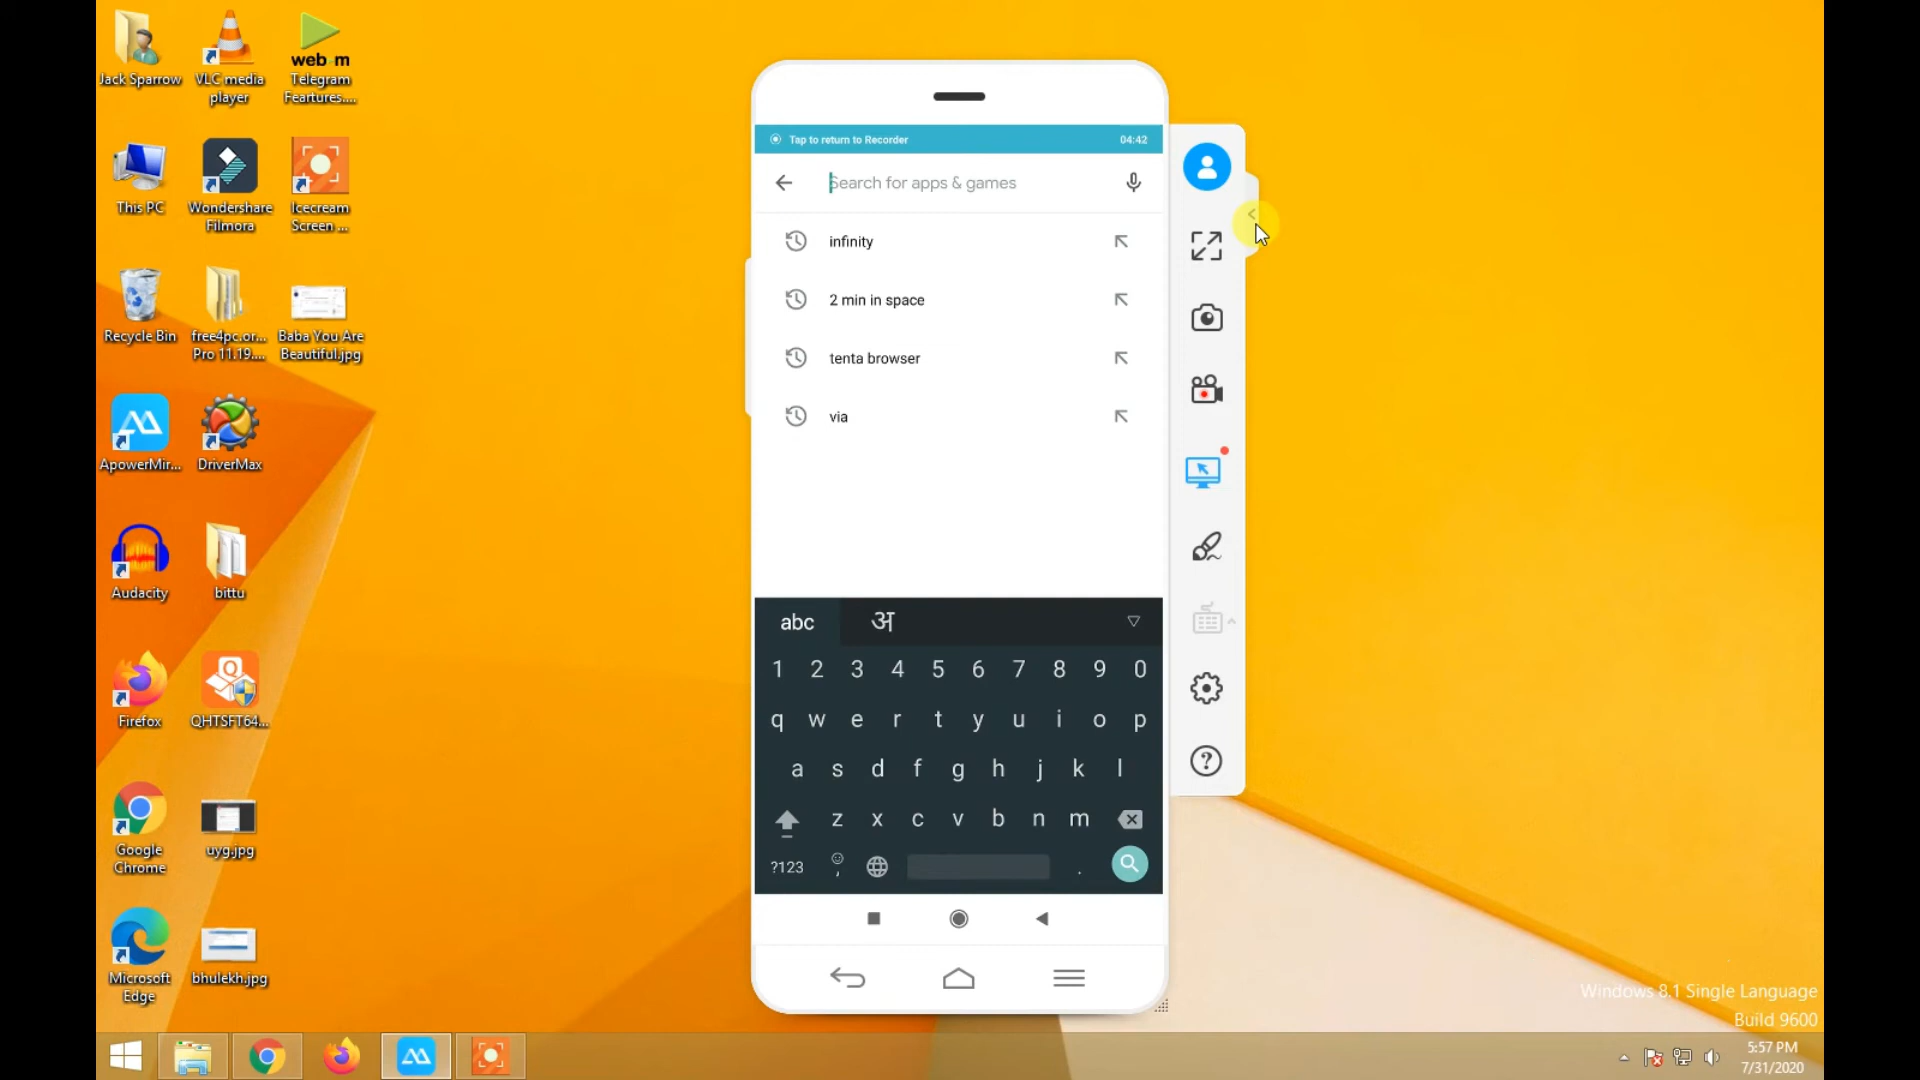 Jack Sparrow
VLC media
player
web.m
Telegram
Feartures....
This PC
Wondershare
Filmora
Icecream
Screen ...
Recycle Bin
free4pc.or...
Pro 11.19....
Baba You Are
Beautiful.jpg
ApowerMir...
DriverMax
Audacity
bittu
Firefox
QHTSFT64...
Google
Chrome
uyg.jpg
Microsoft
Edge
bhulekh.jpg
Tap to return to Recorder 04:42
Search for apps & games
infinity
2 min in space
tenta browser
via
abc अ
1 2 3 4 5 6 7 8 9 0
q w e r t y u i o p
a s d f g h j k l
z x c v b n m
?123 , .
Windows 8.1 Single Language
Build 9600
5:57 PM
7/31/2020